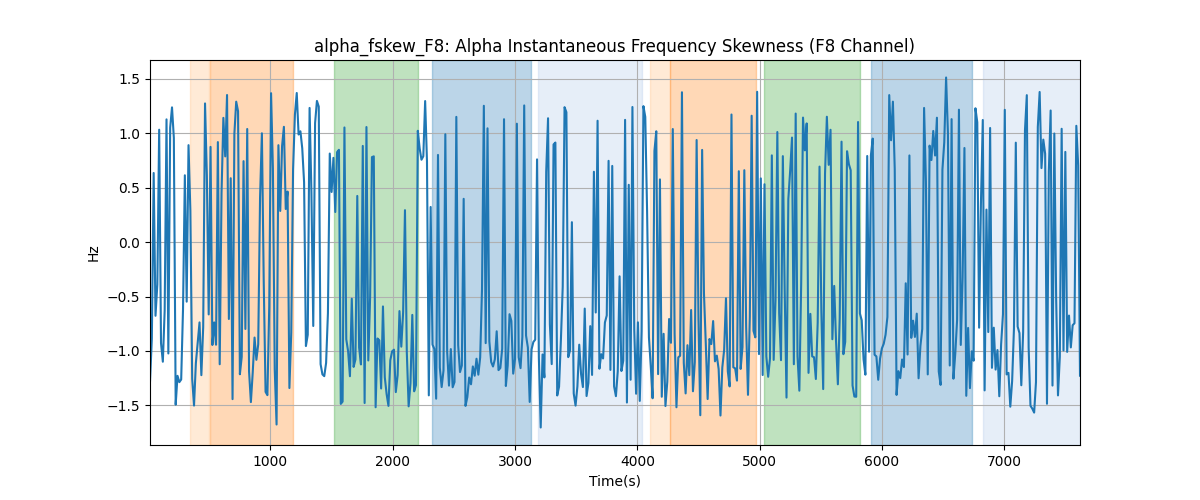 alpha_fskew_F8: Alpha Instantaneous Frequency Skewness (F8 Channel)
1.5
1.0
0.5
0.0
−0.5
−1.0
−1.5
Hz
1000 2000 3000 4000 5000 6000 7000
Time(s)